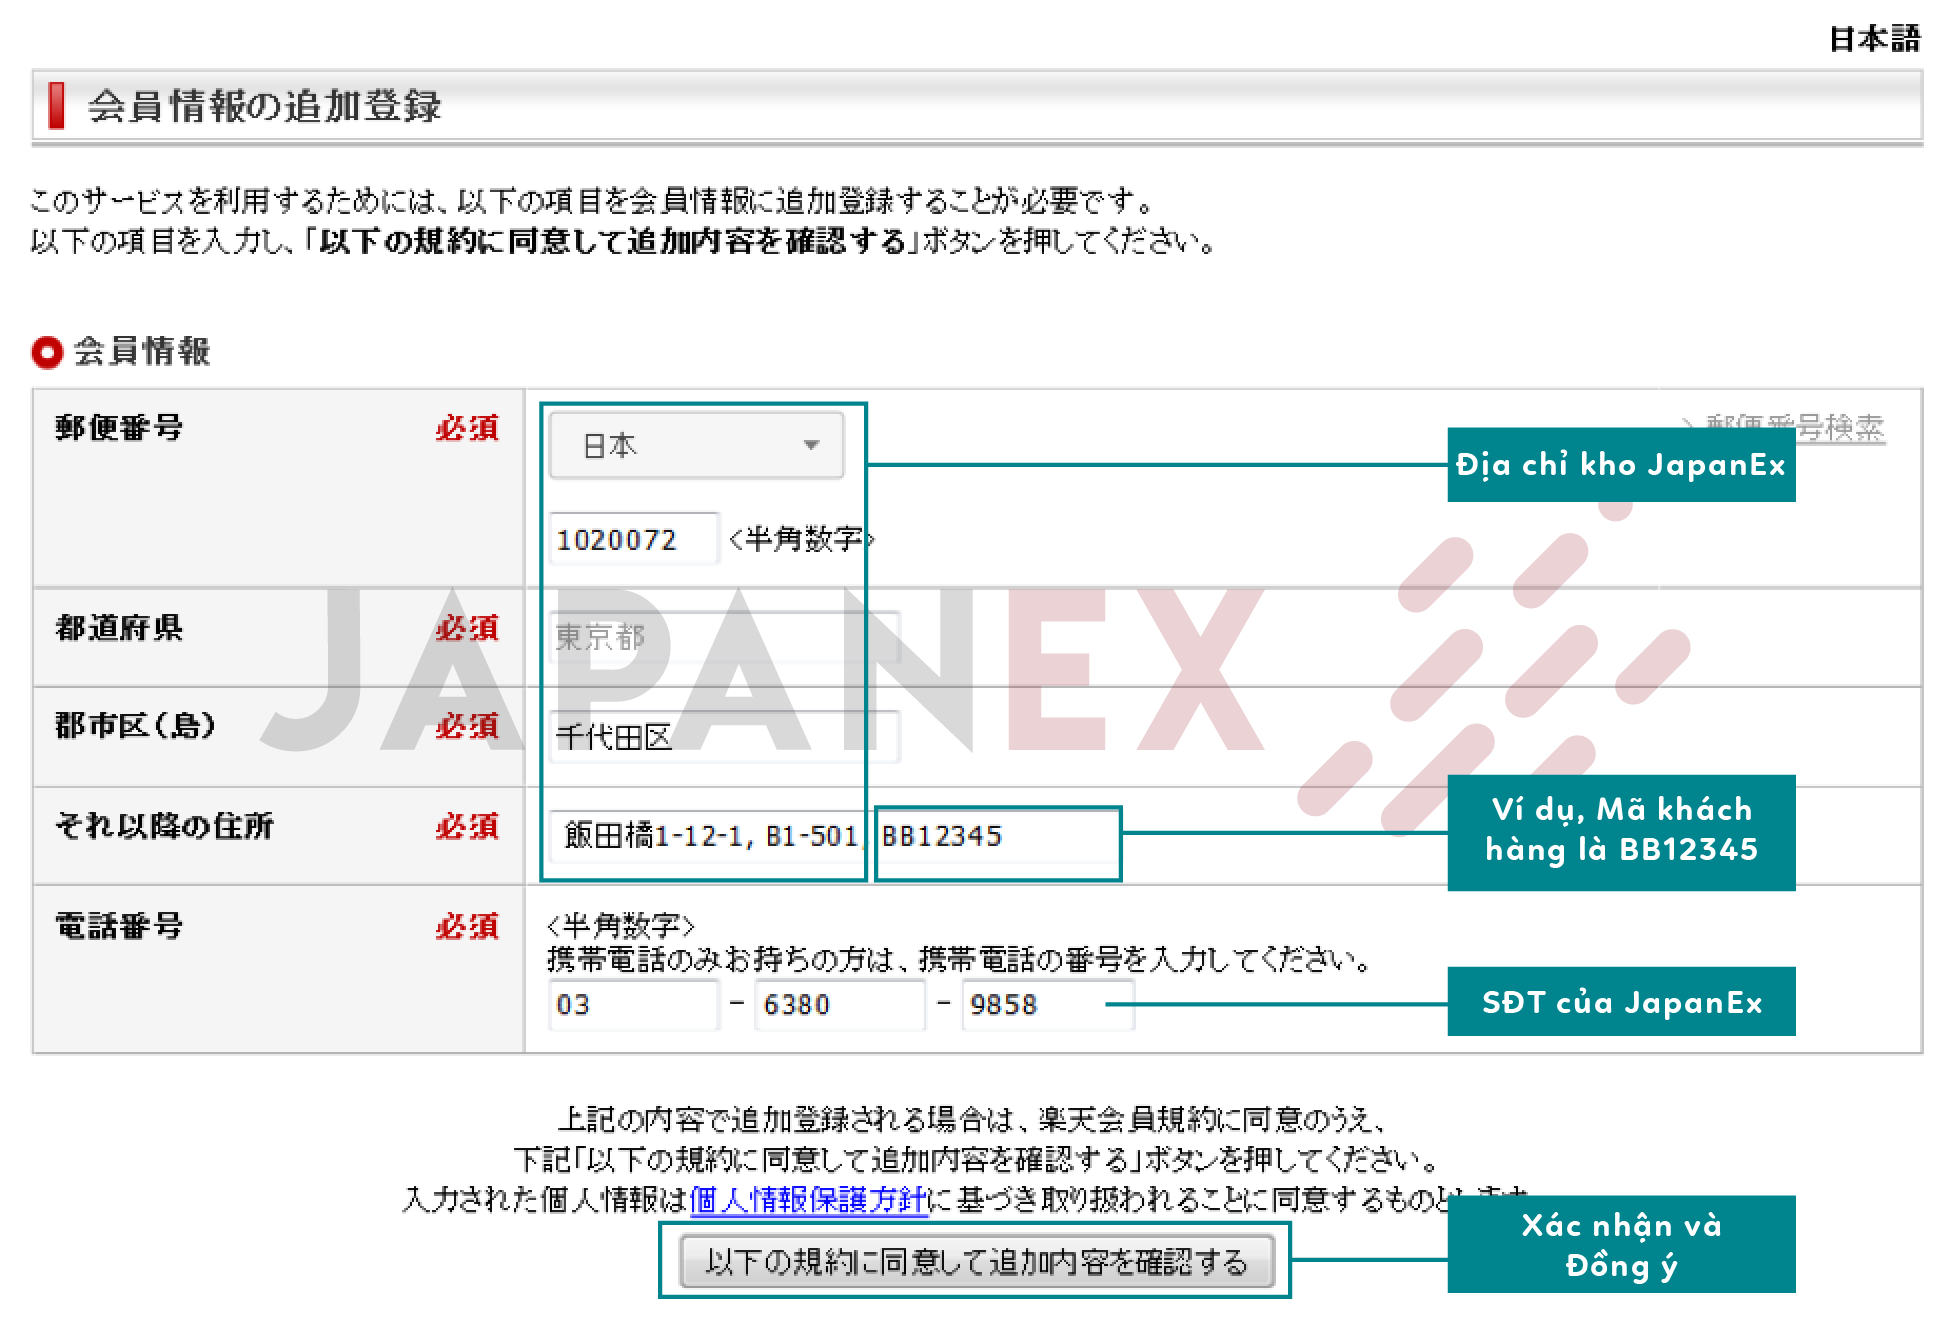 日本語
会員情報の追加登録
このサービスを利用するためには、以下の項目を会員情報に追加登録することが必要です。
以下の項目を入力し、「以下の規約に同意して追加内容を確認する」ボタンを押してください。
会員情報
郵便番号 必須 日本 > 郵便番号検索
Địa chỉ kho JapanEx
1020072 <半角数字>
都道府県 必須 東京都
JAPANEX
郡市区(島) 必須 千代田区
それ以降の住所 必須 飯田橋1-12-1, B1-501, BB12345
Ví dụ, Mã khách
hàng là BB12345
電話番号 必須 <半角数字>
携帯電話のみお持ちの方は、携帯電話の番号を入力してください。
03 - 6380 - 9858
SĐT của JapanEx
上記の内容で追加登録される場合は、楽天会員規約に同意のうえ、
下記「以下の規約に同意して追加内容を確認する」ボタンを押してください。
入力された個人情報は個人情報保護方針に基づき取り扱われることに同意するものとします
以下の規約に同意して追加内容を確認する
Xác nhận và
Đồng ý